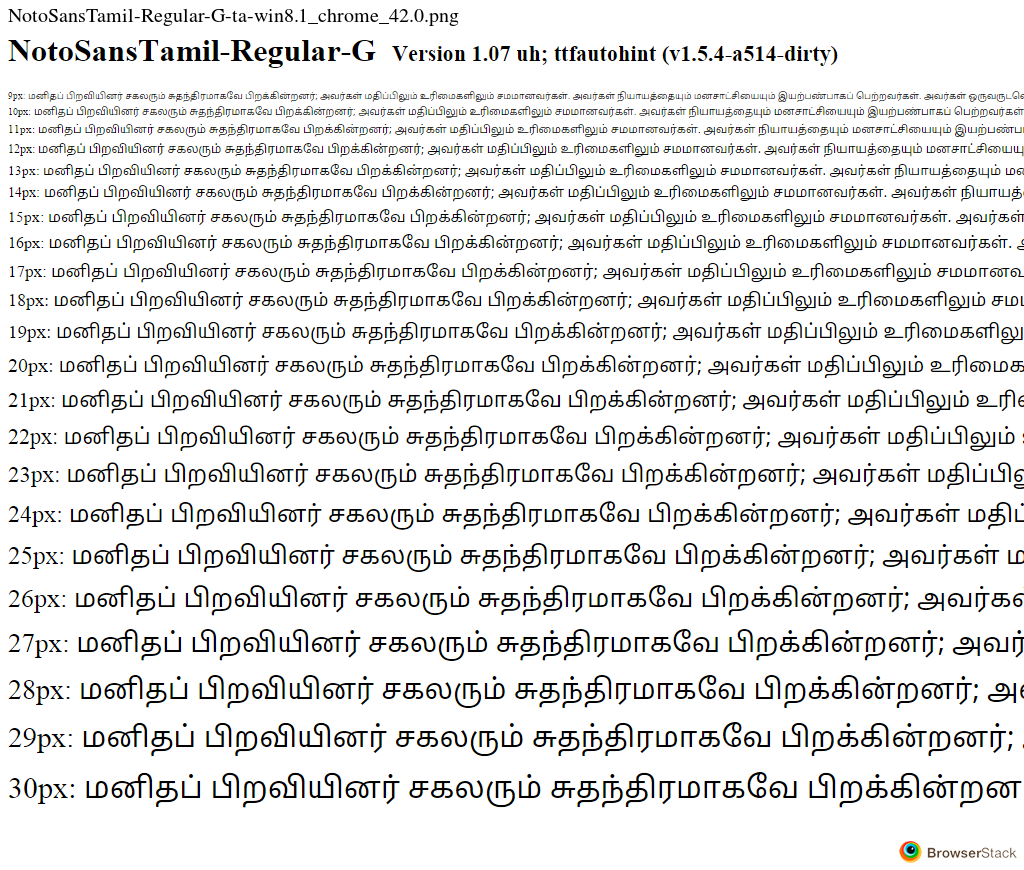 NotoSansTamil-Regular-G-ta-win8.1_chrome_42.0.png
NotoSansTamil-Regular-G Version 1.07 uh; ttfautohint (v1.5.4-a514-dirty)
9px: மனிதப் பிறவியினர் சகலரும் சுதந்திரமாகவே பிறக்கின்றனர்; அவர்கள் மதிப்பிலும் உரிமைகளிலும் சமமானவர்கள். அவர்கள் நியாயத்தையும் மனசாட்சியையும் இயற்பண்பாகப் பெற்றவர்கள். அவர்கள்
10px: மனிதப் பிறவியினர் சகலரும் சுதந்திரமாகவே பிறக்கின்றனர்; அவர்கள் மதிப்பிலும் உரிமைகளிலும் சமமானவர்கள். அவர்கள் நியாயத்தையும் மனசாட்சியையும் இயற்பண்பாகப் பெற்றவர்கள்
11px: மனிதப் பிறவியினர் சகலரும் சுதந்திரமாகவே பிறக்கின்றனர்; அவர்கள் மதிப்பிலும் உரிமைகளிலும் சமமானவர்கள். அவர்கள் நியாயத்தையும் மனசாட்சியையும்
12px: மனிதப் பிறவியினர் சகலரும் சுதந்திரமாகவே பிறக்கின்றனர்; அவர்கள் மதிப்பிலும் உரிமைகளிலும் சமமானவர்கள். அவர்கள் நியாயத்தையும் மனசாட்சியையு
13px: மனிதப் பிறவியினர் சகலரும் சுதந்திரமாகவே பிறக்கின்றனர்; அவர்கள் மதிப்பிலும் உரிமைகளிலும் சமமானவர்கள். அவர்கள் நியாயத்தையும்
14px: மனிதப் பிறவியினர் சகலரும் சுதந்திரமாகவே பிறக்கின்றனர்; அவர்கள் மதிப்பிலும் உரிமைகளிலும் சமமானவர்கள். அவர்கள்
15px: மனிதப் பிறவியினர் சகலரும் சுதந்திரமாகவே பிறக்கின்றனர்; அவர்கள் மதிப்பிலும் உரிமைகளிலும் சமமானவர்கள். அவர்கள்
16px: மனிதப் பிறவியினர் சகலரும் சுதந்திரமாகவே பிறக்கின்றனர்; அவர்கள் மதிப்பிலும் உரிமைகளிலும் சமமானவர்கள்.
17px: மனிதப் பிறவியினர் சகலரும் சுதந்திரமாகவே பிறக்கின்றனர்; அவர்கள் மதிப்பிலும் உரிமைகளிலும் சமமானவ
18px: மனிதப் பிறவியினர் சகலரும் சுதந்திரமாகவே பிறக்கின்றனர்; அவர்கள் மதிப்பிலும் உரிமைகளிலும்
19px: மனிதப் பிறவியினர் சகலரும் சுதந்திரமாகவே பிறக்கின்றனர்; அவர்கள் மதிப்பிலும் உரிமைகளிலு
20px: மனிதப் பிறவியினர் சகலரும் சுதந்திரமாகவே பிறக்கின்றனர்; அவர்கள் மதிப்பிலும் உரிமைக
21px: மனிதப் பிறவியினர் சகலரும் சுதந்திரமாகவே பிறக்கின்றனர்; அவர்கள் மதிப்பிலும்
22px: மனிதப் பிறவியினர் சகலரும் சுதந்திரமாகவே பிறக்கின்றனர்; அவர்கள் மதிப்பிலும்
23px: மனிதப் பிறவியினர் சகலரும் சுதந்திரமாகவே பிறக்கின்றனர்; அவர்கள் மதிப்பிலு
24px: மனிதப் பிறவியினர் சகலரும் சுதந்திரமாகவே பிறக்கின்றனர்; அவர்கள்
25px: மனிதப் பிறவியினர் சகலரும் சுதந்திரமாகவே பிறக்கின்றனர்; அவர்கள் ம
26px: மனிதப் பிறவியினர் சகலரும் சுதந்திரமாகவே பிறக்கின்றனர்; அவர்கள
27px: மனிதப் பிறவியினர் சகலரும் சுதந்திரமாகவே பிறக்கின்றனர்; அவர்
28px: மனிதப் பிறவியினர் சகலரும் சுதந்திரமாகவே பிறக்கின்றனர்;
29px: மனிதப் பிறவியினர் சகலரும் சுதந்திரமாகவே பிறக்கின்றனர்;
30px: மனிதப் பிறவியினர் சகலரும் சுதந்திரமாகவே பிறக்கின்றன
BrowserStack